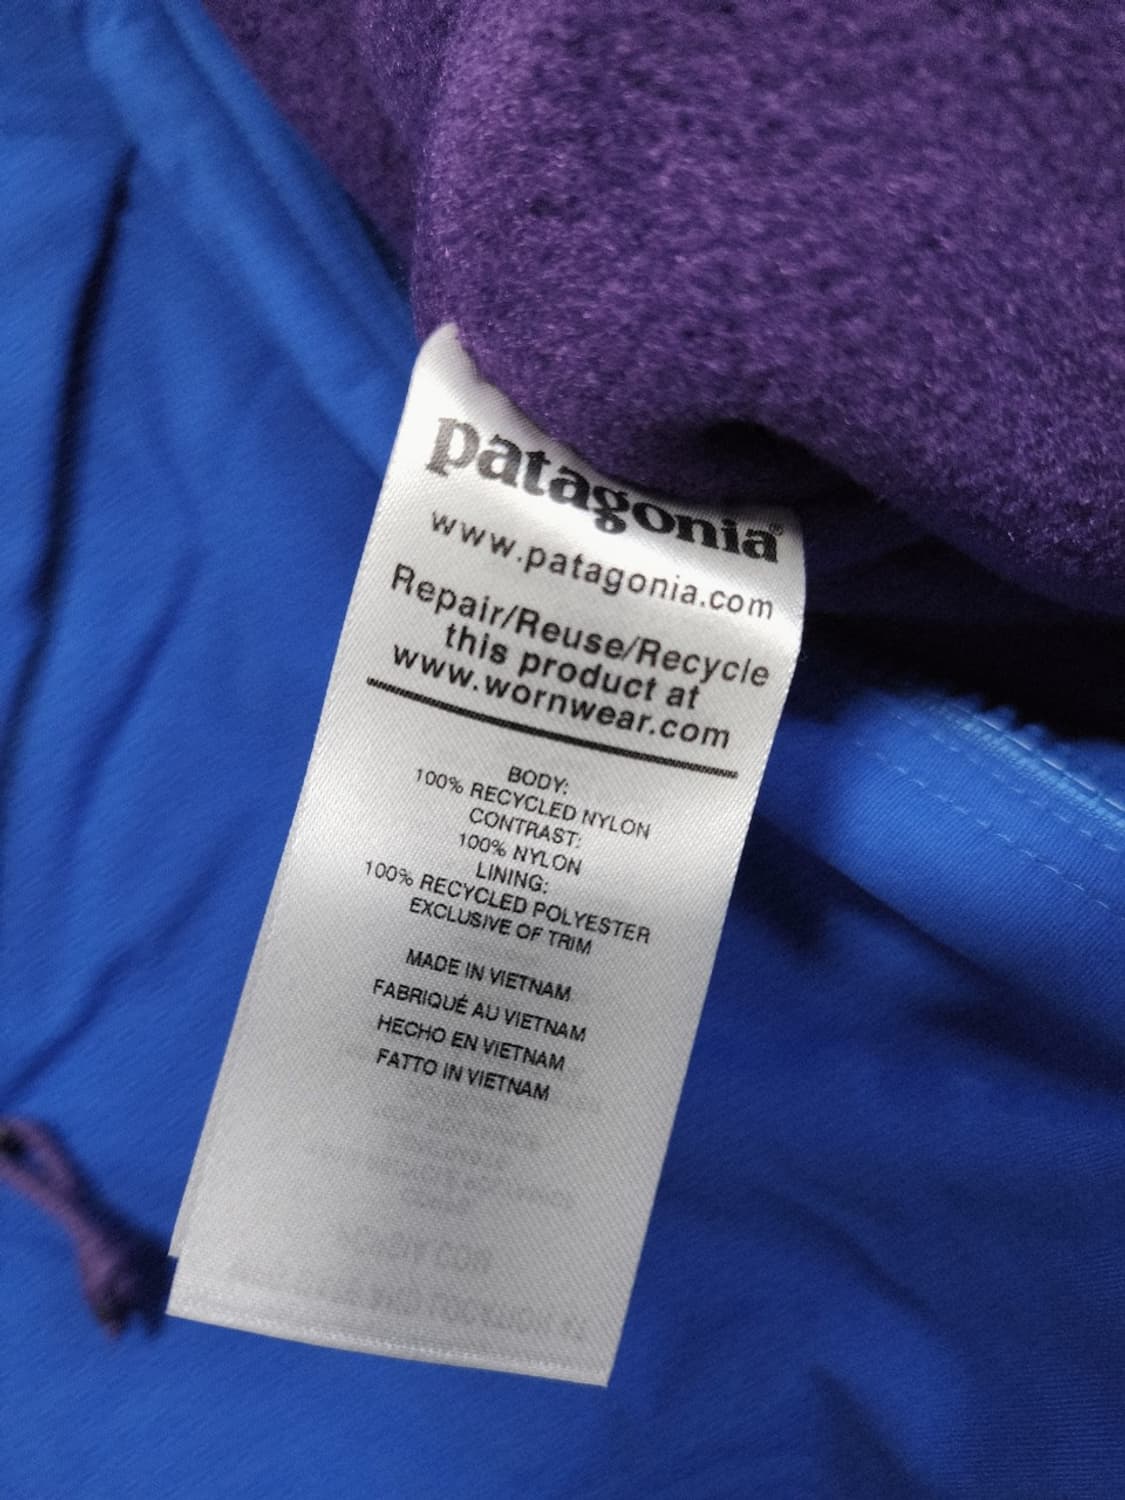 patagonia®
www.patagonia.com
Repair/Reuse/Recycle
this product at
www.wornwear.com
BODY:
100% RECYCLED NYLON
CONTRAST:
100% NYLON
LINING:
100% RECYCLED POLYESTER
EXCLUSIVE OF TRIM
MADE IN VIETNAM
FABRIQUÉ AU VIETNAM
HECHO EN VIETNAM
FATTO IN VIETNAM